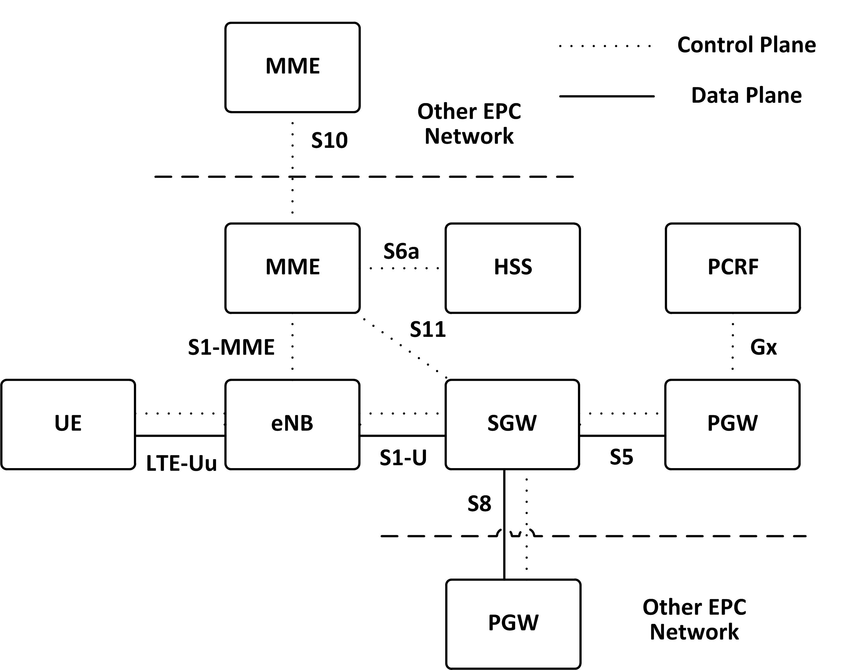 MME
Control Plane
Data Plane
Other EPC
Network
S10
MME
S6a
HSS
PCRF
S11
S1-MME
Gx
UE
eNB
SGW
PGW
LTE-Uu
S1-U
S5
S8
PGW
Other EPC
Network